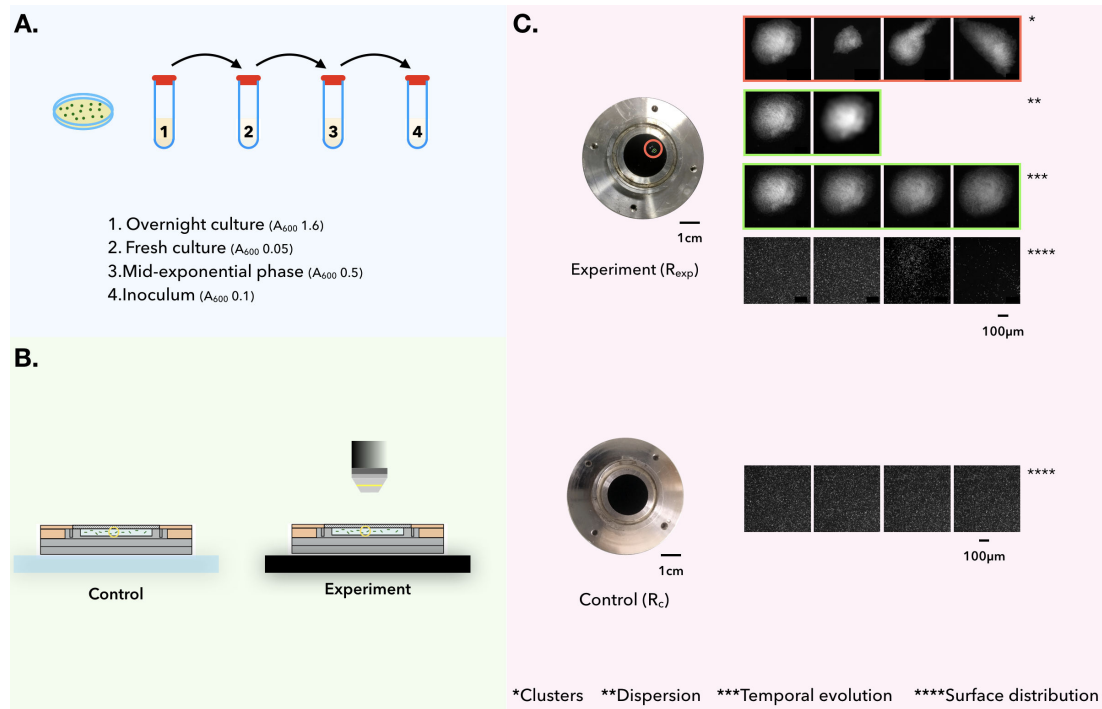 A.
1
2
3
4
1. Overnight culture (A₆₀₀ 1.6)
2. Fresh culture (A₆₀₀ 0.05)
3.Mid-exponential phase (A₆₀₀ 0.5)
4.Inoculum (A₆₀₀ 0.1)
B.
Control
Experiment
C.
*
**
***
****
1cm
Experiment (Rₑₓₚ)
100µm
****
1cm
100µm
Control (R꜀)
*Clusters **Dispersion ***Temporal evolution ****Surface distribution